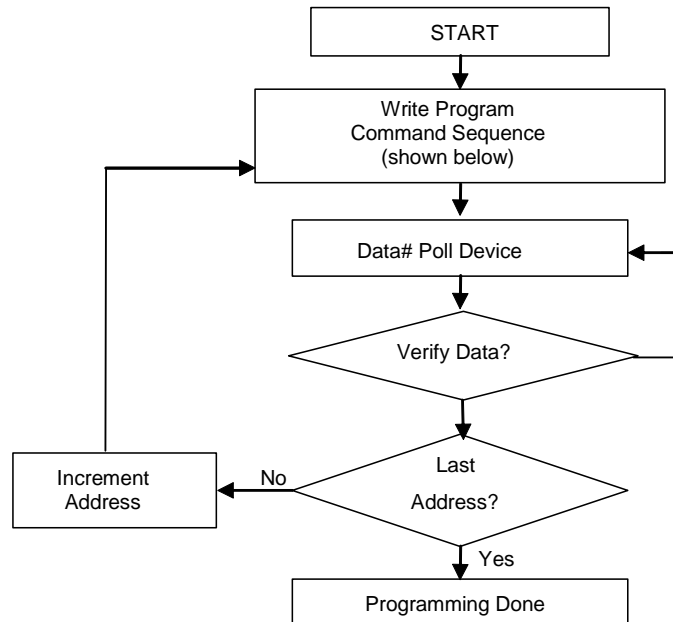 START
Write Program
Command Sequence
(shown below)
Data# Poll Device
Verify Data?
Last
Address?
No
Increment
Address
Yes
Programming Done